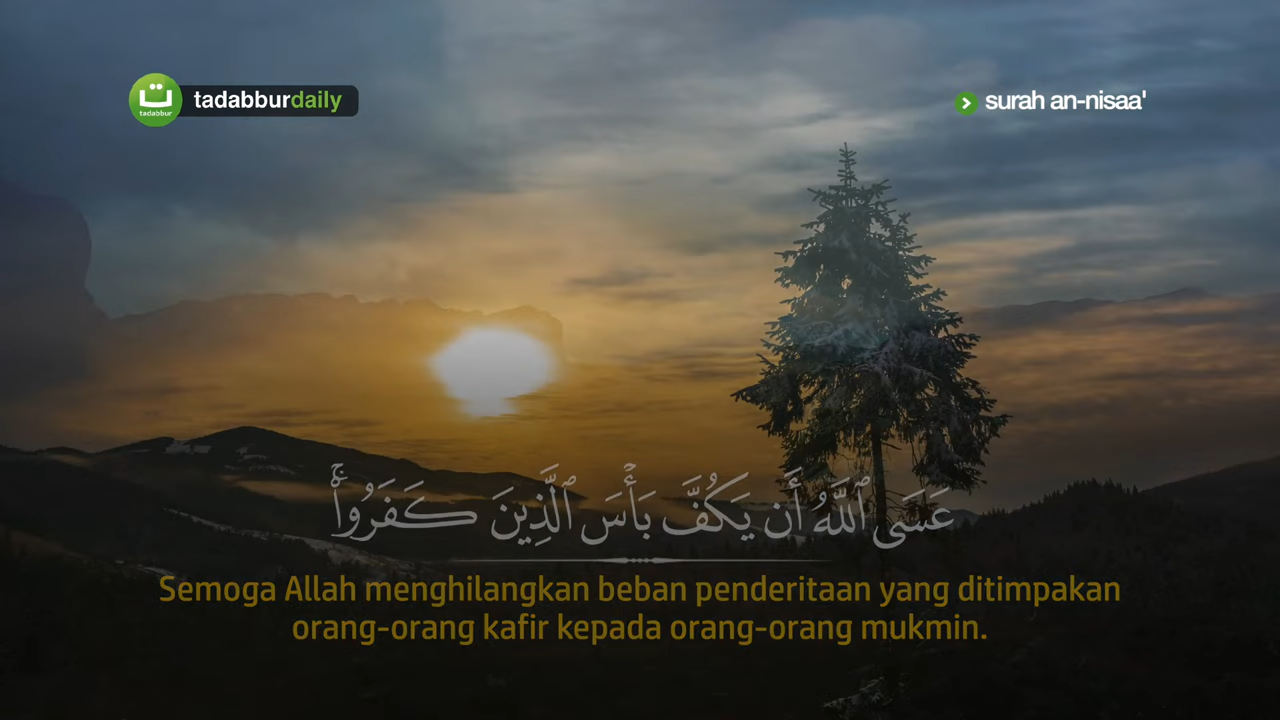 ت
tadabbur
tadabburdaily
surah an-nisaa'
عَسَى ٱللَّهُ أَن يَكُفَّ بَأْسَ ٱلَّذِينَ كَفَرُوا۟ۚ
Semoga Allah menghilangkan beban penderitaan yang ditimpakan
orang-orang kafir kepada orang-orang mukmin.